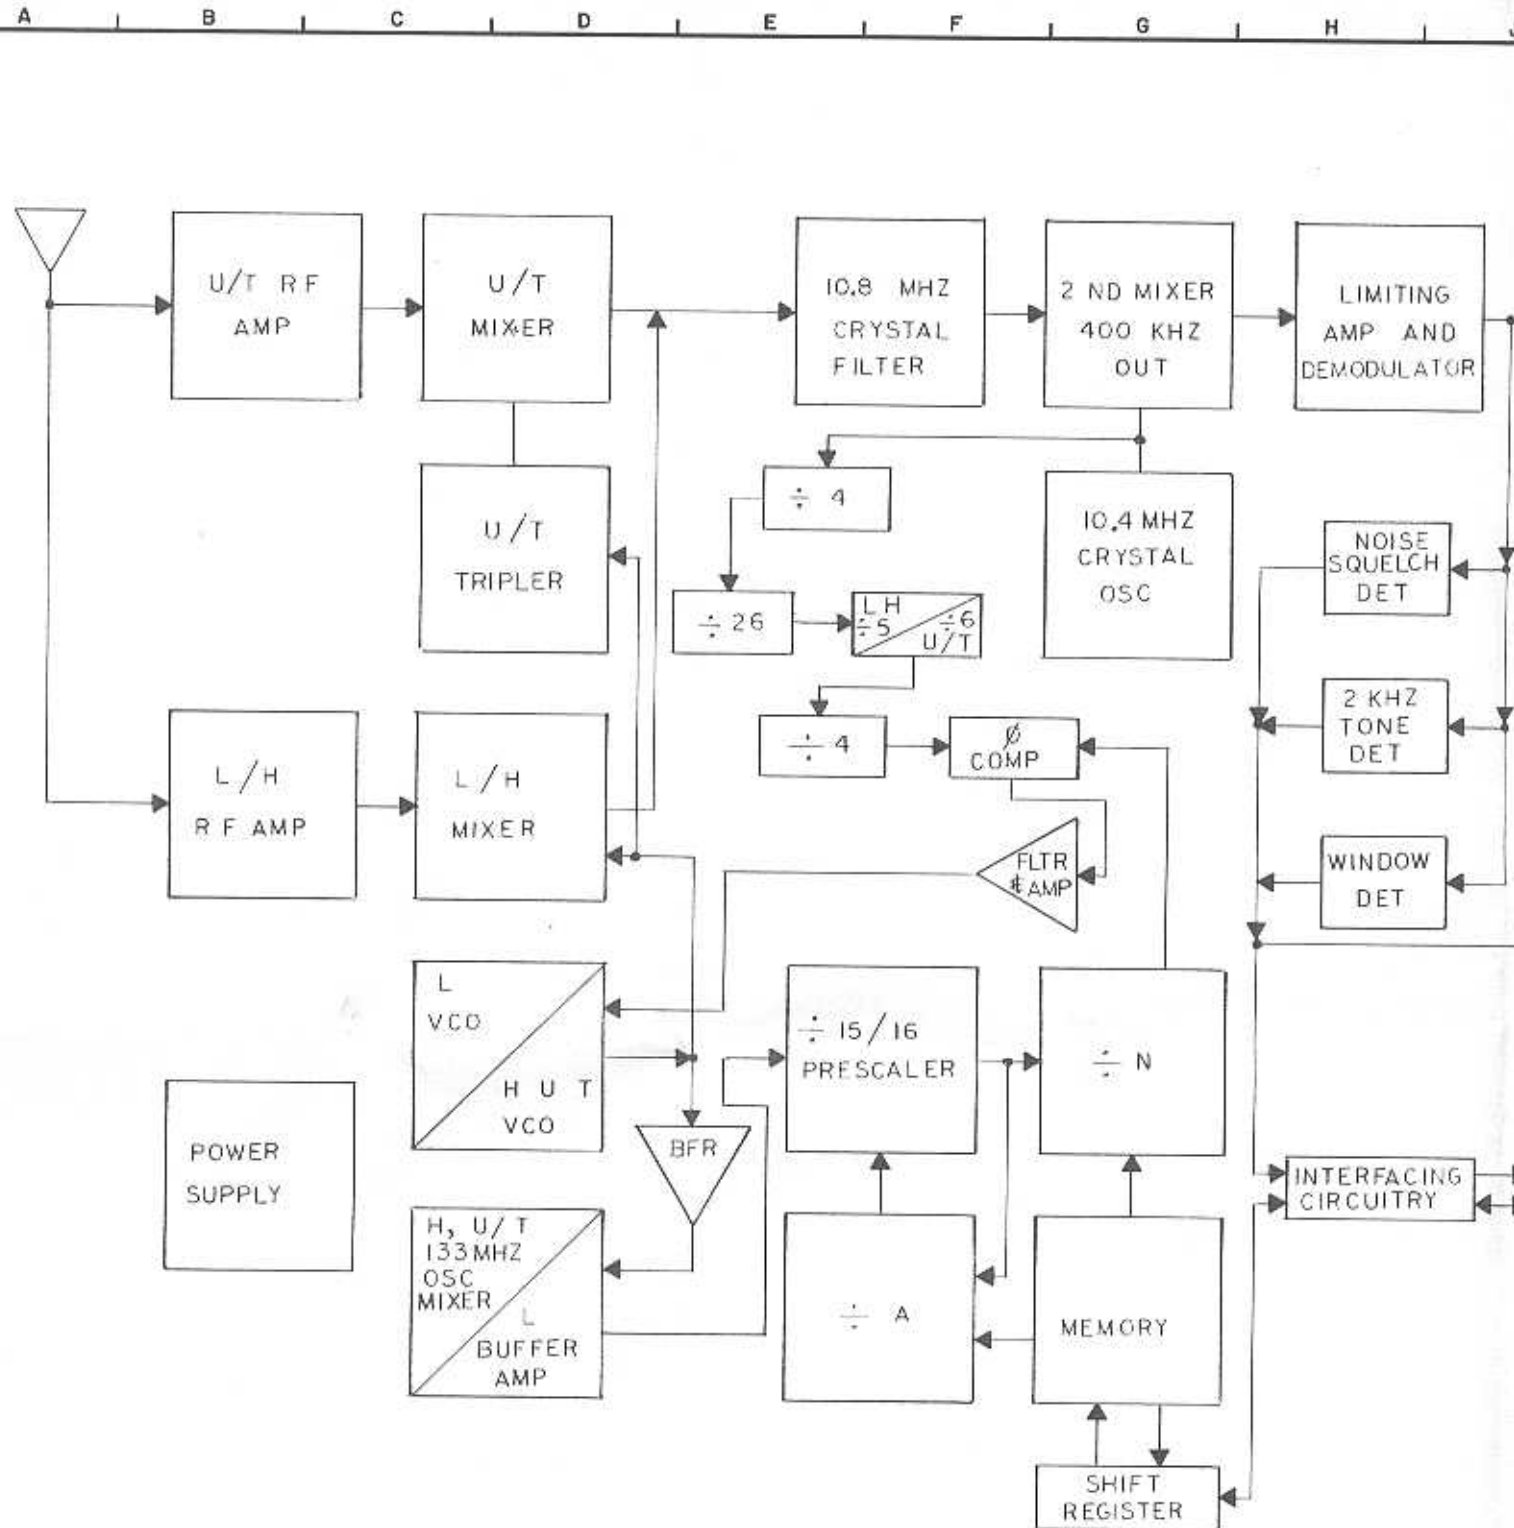 A B C D E F G H J
U/T RF
AMP
U/T
MIXER
10.8 MHZ
CRYSTAL
FILTER
2 ND MIXER
400 KHZ
OUT
LIMITING
AMP AND
DEMODULATOR
U/T
TRIPLER
÷ 4
10.4 MHZ
CRYSTAL
OSC
NOISE
SQUELCH
DET
÷ 26
L H
÷5
÷6
U/T
2 KHZ
TONE
DET
÷ 4
Ø
COMP
L/H
RF AMP
L/H
MIXER
FLTR
& AMP
WINDOW
DET
L
VCO
H U T
VCO
÷ 15/16
PRESCALER
÷ N
POWER
SUPPLY
BFR
INTERFACING
CIRCUITRY
H, U/T
133 MHZ
OSC
MIXER
L
BUFFER
AMP
÷ A
MEMORY
SHIFT
REGISTER